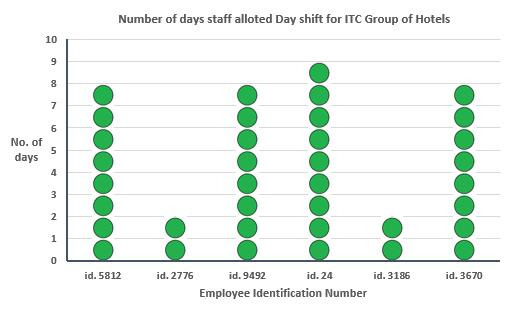 Number of days staff alloted Day shift for ITC Group of Hotels
10
9
8
7
6
5
4
3
2
1
0
No. of
days
id. 5812 id. 2776 id. 9492 id. 24 id. 3186 id. 3670
Employee Identification Number